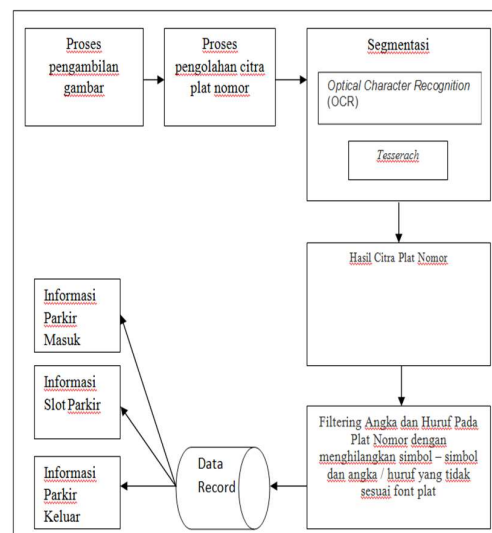 Proses
pengambilan
gambar
Proses
pengolahan citra
plat nomor
Segmentasi
Optical Character Recognition
(OCR)
Tesserach
Hasil Citra Plat Nomor
Filtering Angka dan Huruf Pada
Plat Nomor dengan
menghilangkan simbol – simbol
dan angka / huruf yang tidak
sesuai font plat
Data
Record
Informasi
Parkir
Masuk
Informasi
Slot Parkir
Informasi
Parkir
Keluar